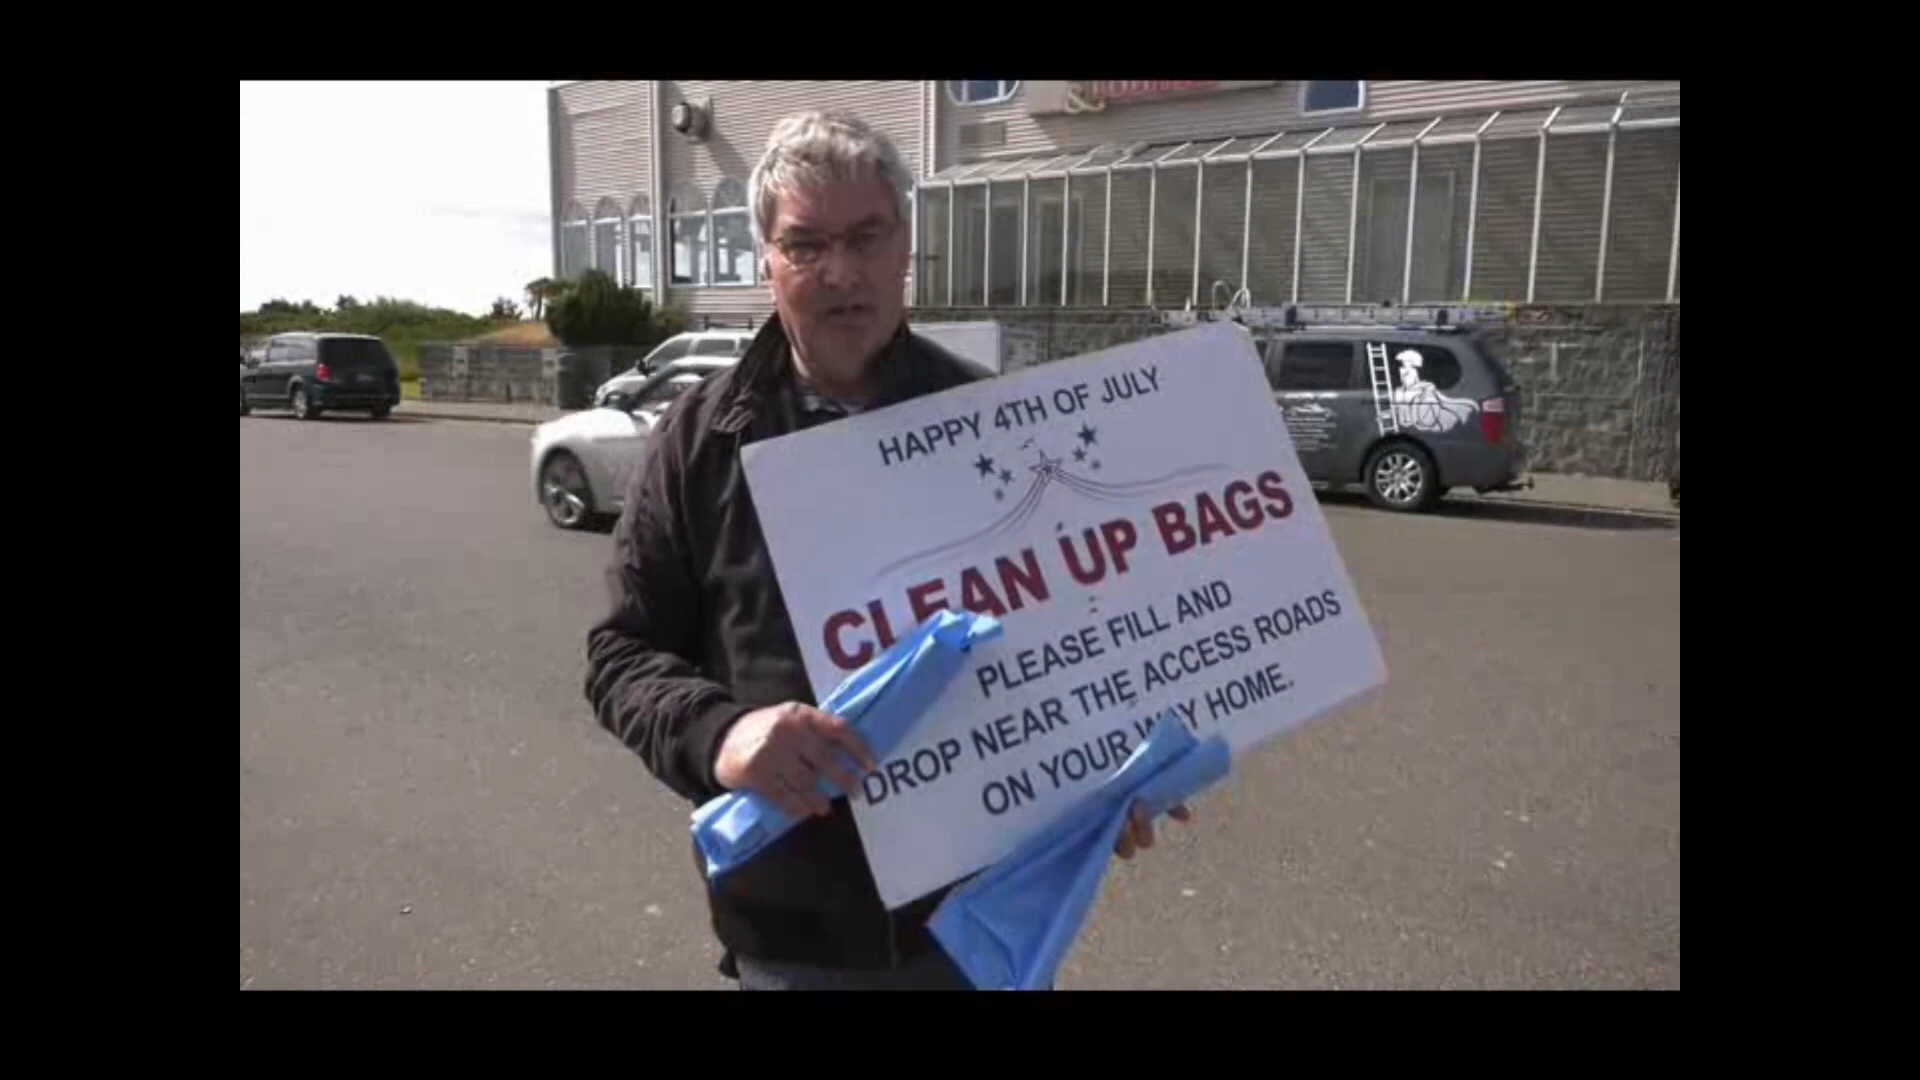 &
HAPPY 4TH OF JULY
CLEAN UP BAGS
PLEASE FILL AND
DROP NEAR THE ACCESS ROADS
ON YOUR WAY HOME.